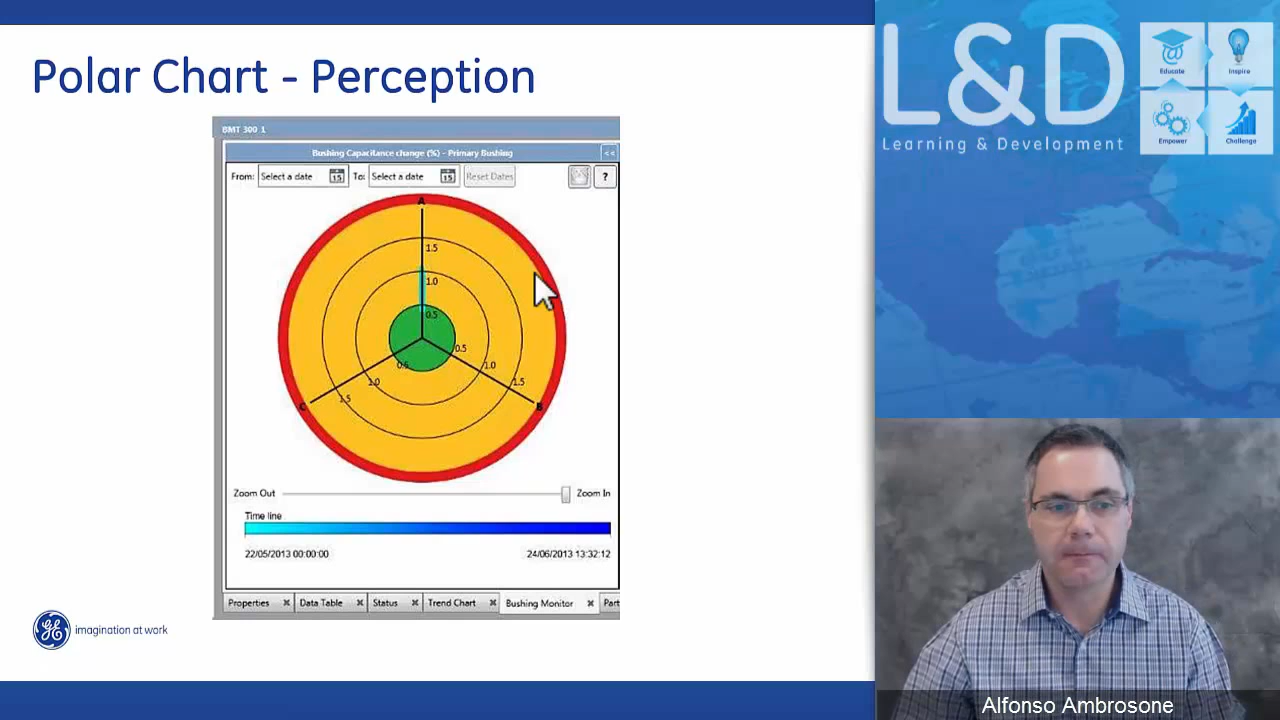 Polar Chart - Perception
BMT 300 1
Bushing Capacitance change (%) - Primary Bushing
<<
From: Select a date 15 To: Select a date 15 Reset Dates ?
A
1.5
1.0
0.5
0.5
1.0
1.5
B
0.5
1.0
1.5
C
Zoom Out Zoom In
Time line
22/05/2013 00:00:00 24/06/2013 13:32:12
Properties Data Table Status Trend Chart Bushing Monitor Part
GE imagination at work
L&D
Learning & Development
Educate
Inspire
Empower
Challenge
Alfonso Ambrosone